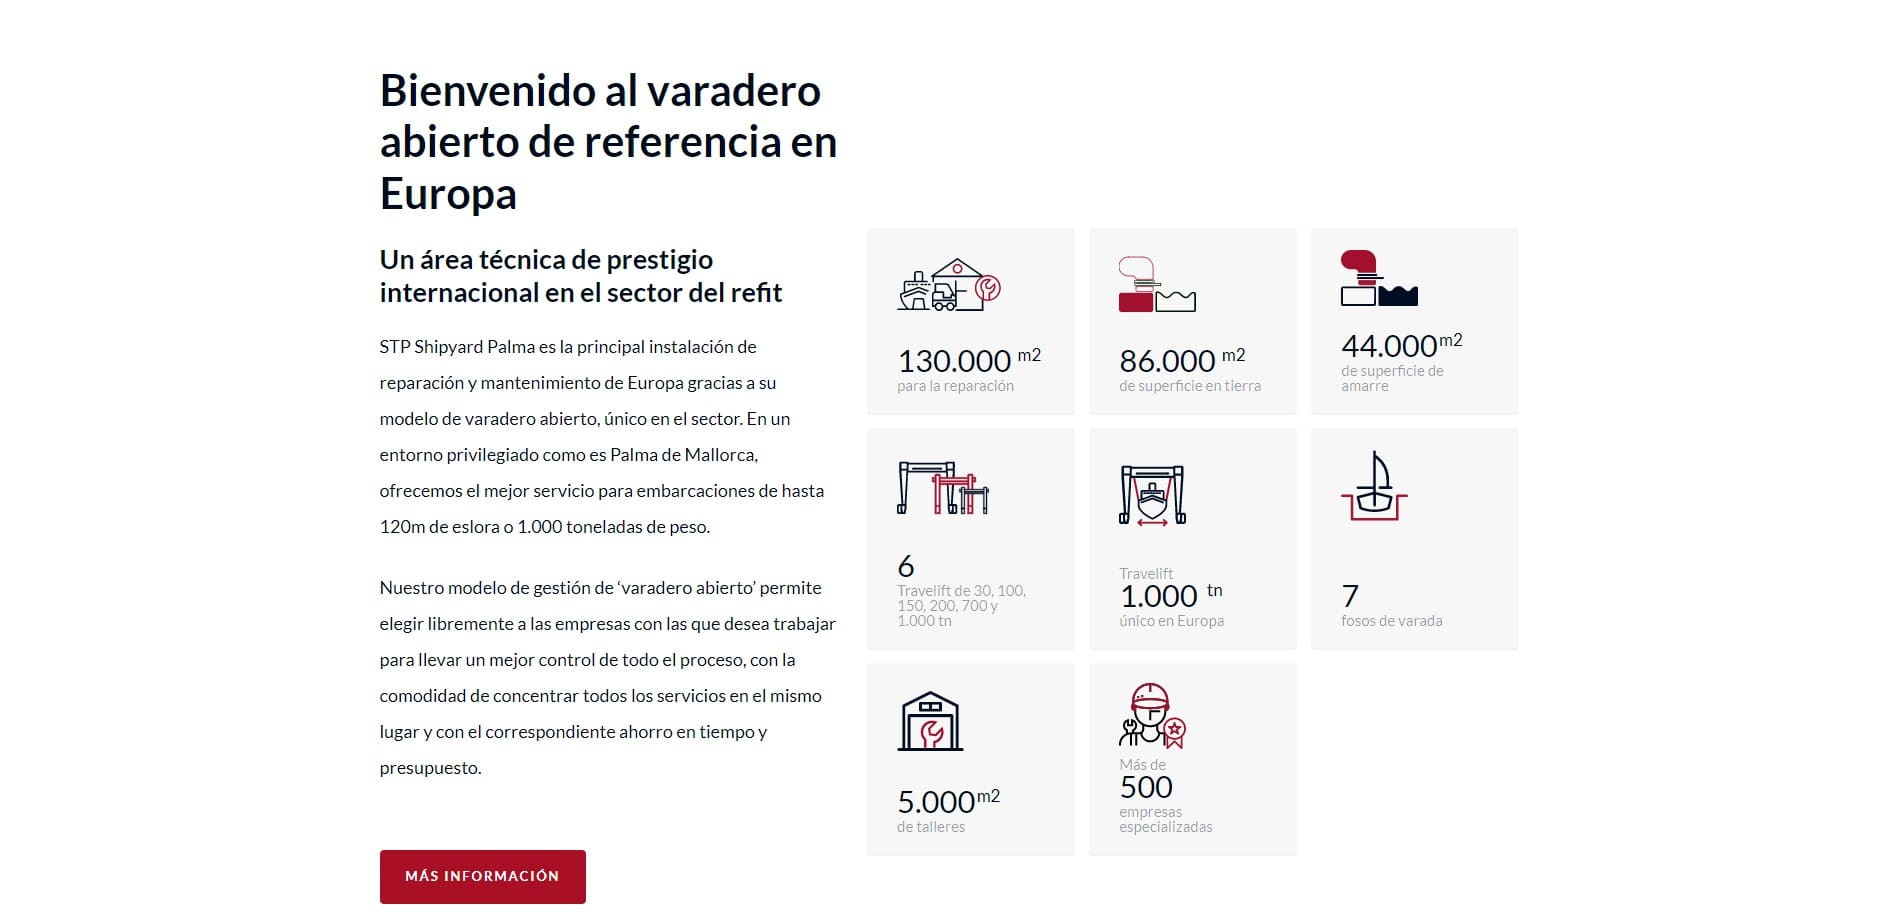 Bienvenido al varadero
abierto de referencia en
Europa
Un área técnica de prestigio
internacional en el sector del refit
STP Shipyard Palma es la principal instalación de
reparación y mantenimiento de Europa gracias a su
modelo de varadero abierto, único en el sector. En un
entorno privilegiado como es Palma de Mallorca,
ofrecemos el mejor servicio para embarcaciones de hasta
120m de eslora o 1.000 toneladas de peso.
Nuestro modelo de gestión de ‘varadero abierto’ permite
elegir libremente a las empresas con las que desea trabajar
para llevar un mejor control de todo el proceso, con la
comodidad de concentrar todos los servicios en el mismo
lugar y con el correspondiente ahorro en tiempo y
presupuesto.
MÁS INFORMACIÓN
130.000 m2
para la reparación
86.000 m2
de superficie en tierra
44.000 m2
de superficie de
amarre
6
Travelift de 30, 100,
150, 200, 700 y
1.000 tn
Travelift
1.000 tn
único en Europa
7
fosos de varada
5.000 m2
de talleres
Más de
500
empresas
especializadas